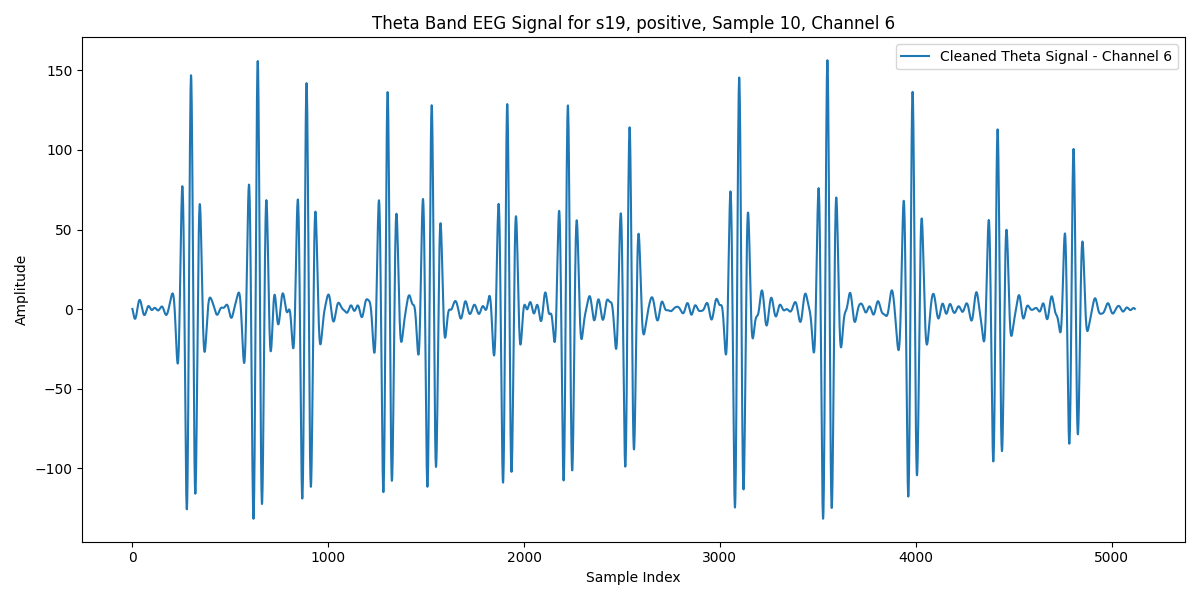 Theta Band EEG Signal for s19, positive, Sample 10, Channel 6
Cleaned Theta Signal - Channel 6
Amplitude
150
100
50
0
−50
−100
0 1000 2000 3000 4000 5000
Sample Index